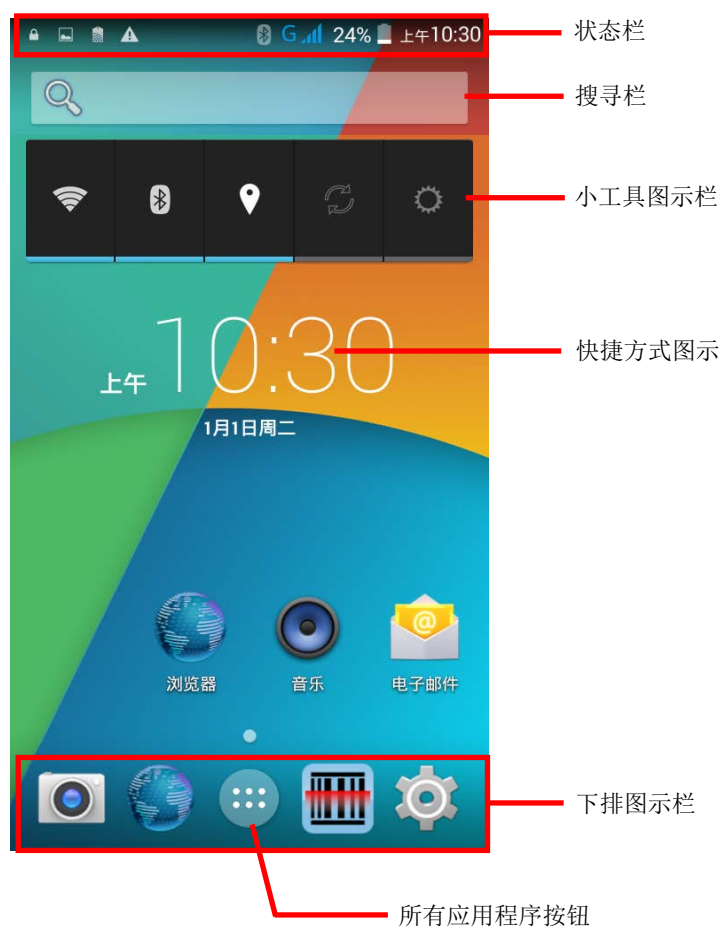 G 24% 上午10:30
状态栏
搜寻栏
小工具图示栏
上午 10:30
快捷方式图示
1月1日周二
@
浏览器 音乐 电子邮件
下排图示栏
所有应用程序按钮